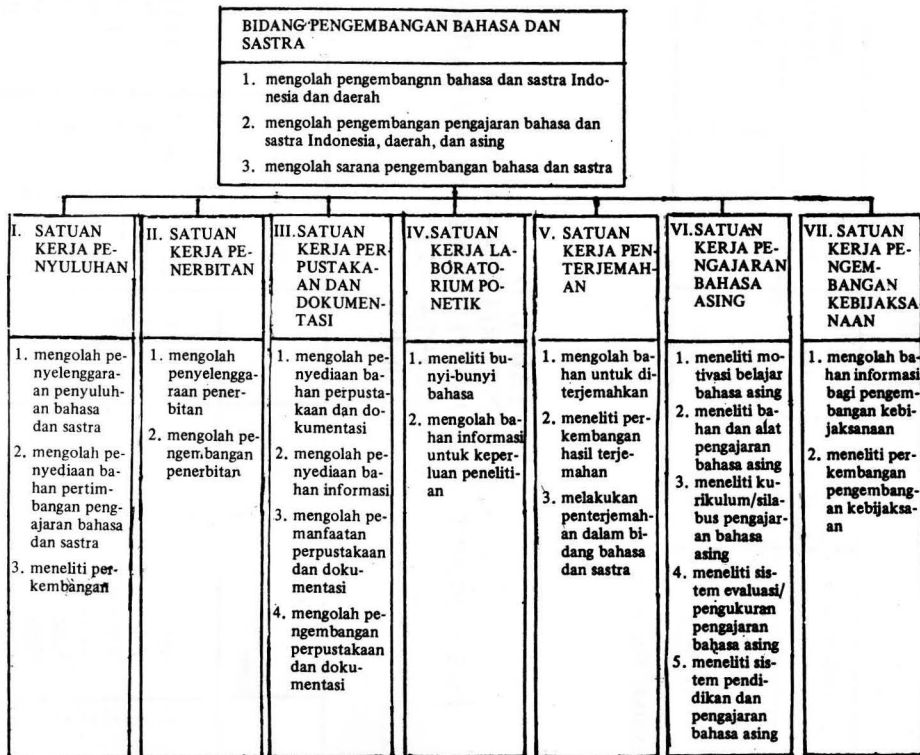 BIDANG PENGEMBANGAN BAHASA DAN
SASTRA
1. mengolah pengembangnn bahasa dan sastra Indo-
nesia dan daerah
2. mengolah pengembangan pengajaran bahasa dan
sastra Indonesia, daerah, dan asing
3. mengolah sarana pengembangan bahasa dan sastra
I. SATUAN
KERJA PE-
NYULUHAN
1. mengolah pe-
nyelenggara-
raan penyuluh-
an bahasa
dan sastra
2. mengolah pe-
nyediaan ba-
han pertim-
bangan peng-
ajaran bahasa
dan sastra
3. meneliti per-
kembangan
II. SATUAN
KERJA PE-
NERBITAN
1. mengolah
penyelengga-
raan pener-
bitan
2. mengolah pe-
ngembangan
penerbitan
III. SATUAN
KERJA PER-
PUSTAKA-
AN DAN
DOKUMEN-
TASI
1. mengolah pe-
nyediaan ba-
han perpusta-
kaan dan do-
kumentasi
2. mengolah pe-
nyediaan ba-
han informasi
3. mengolah pe-
manfaatan
perpustakaan
dan doku-
mentasi
4. mengolah pe-
ngembangan
perpustakaan
dan doku-
mentasi
IV. SATUAN
KERJA LA-
BORATO-
RIUM PO-
NETIK
1. meneliti bu-
nyi-bunyi
bahasa
2. mengolah ba-
han informasi
untuk keper-
luan peneliti-
an
V. SATUAN
KERJA PEN-
TERJEMAH-
AN
1. mengolah ba-
han untuk di-
terjemahkan
2. meneliti per-
kembangan
hasil terje-
mahan
3. melakukan
penterjemah-
an dalam bi-
dang bahasa
dan sastra
VI. SATUAN
KERJA PE-
NGAJARAN
BAHASA
ASING
1. meneliti mo-
tivasi belajar
bahasa asing
2. meneliti ba-
han dan alat
pengajaran
bahasa asing
3. meneliti ku-
rikulum/sila-
bus pengajar-
an bahasa
asing
4. meneliti sis-
tem evaluasi/
pengukuran
pengajaran
bahasa asing
5. meneliti sis-
tem pendi-
dikan dan
pengajaran
bahasa asing
VII. SATUAN
KERJA PE-
NGEM-
BANGAN
KEBIJAKSA
NAAN
1. mengolah ba-
han informasi
bagi pengem-
bangan kebi-
jaksanaan
2. meneliti per-
kembangan
pengembang-
an kebijaksa-
an